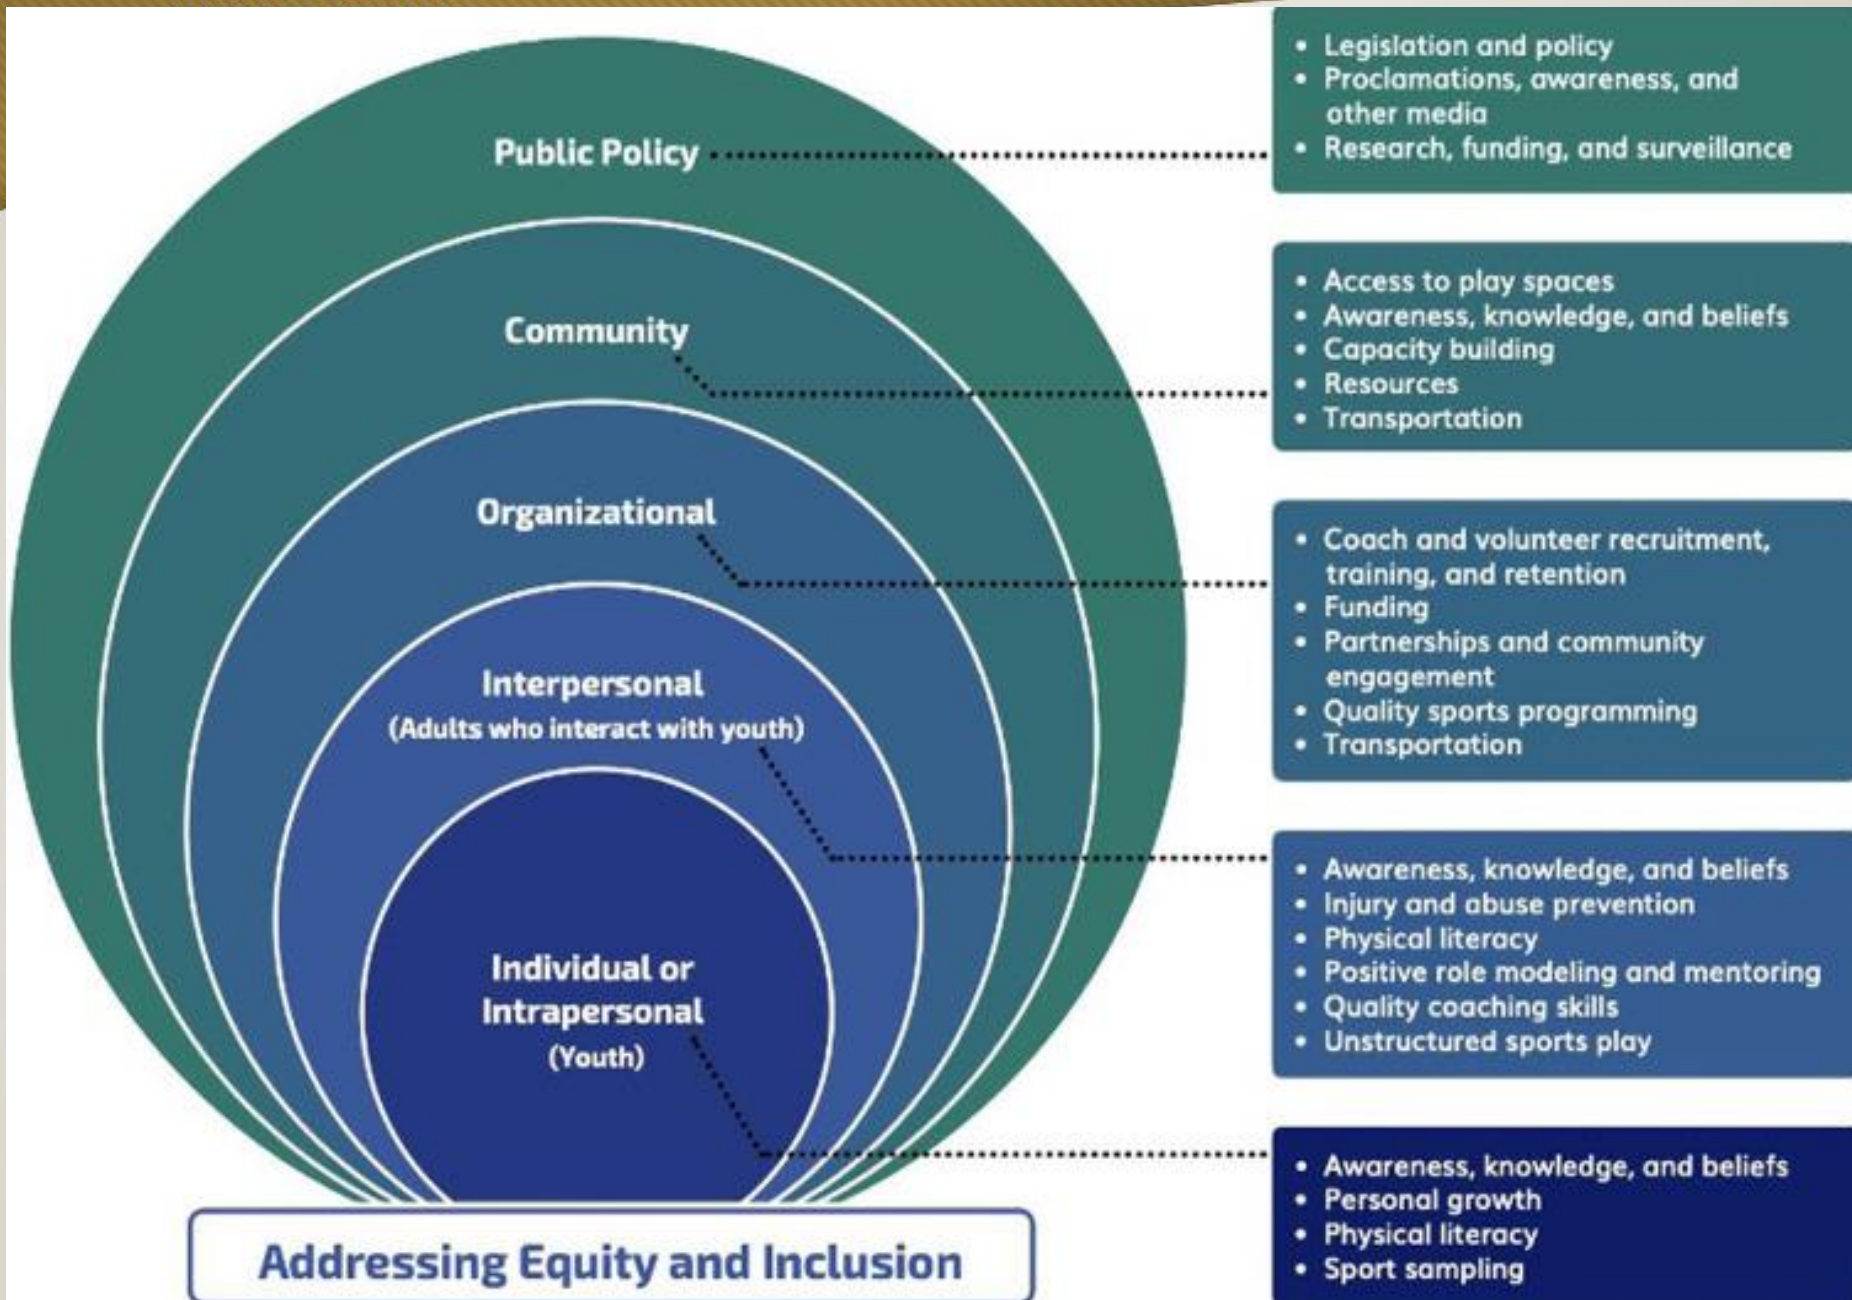 Public Policy
• Legislation and policy
• Proclamations, awareness, and
other media
• Research, funding, and surveillance
Community
• Access to play spaces
• Awareness, knowledge, and beliefs
• Capacity building
• Resources
• Transportation
Organizational
• Coach and volunteer recruitment,
training, and retention
• Funding
• Partnerships and community
engagement
• Quality sports programming
• Transportation
Interpersonal
(Adults who interact with youth)
• Awareness, knowledge, and beliefs
• Injury and abuse prevention
• Physical literacy
• Positive role modeling and mentoring
• Quality coaching skills
• Unstructured sports play
Individual or
Intrapersonal
(Youth)
• Awareness, knowledge, and beliefs
• Personal growth
• Physical literacy
• Sport sampling
Addressing Equity and Inclusion